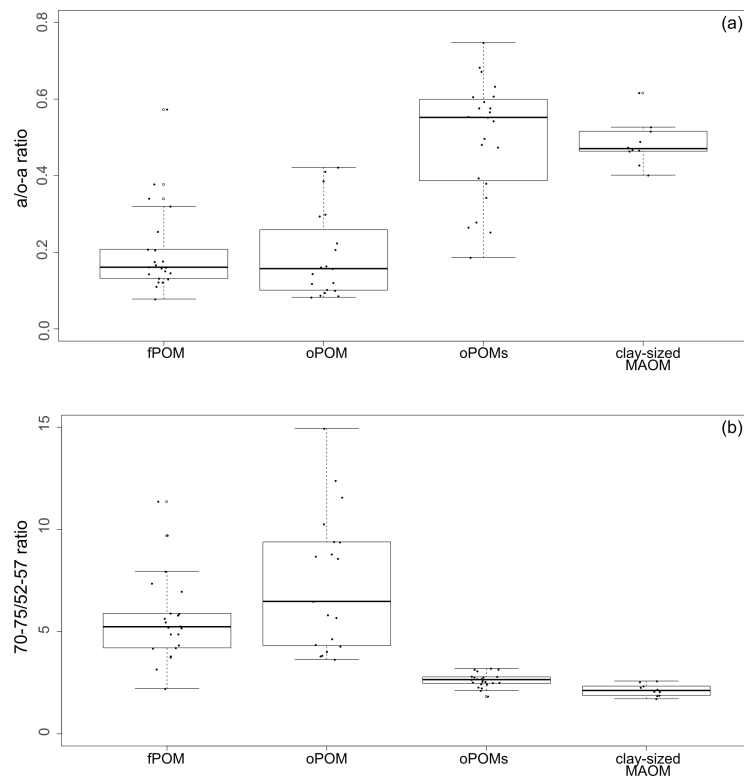 (a)
0.8
0.6
0.4
0.2
0.0
a/o-a ratio
fPOM oPOM oPOMs clay-sized
MAOM
(b)
15
10
5
0
70-75/52-57 ratio
fPOM oPOM oPOMs clay-sized
MAOM